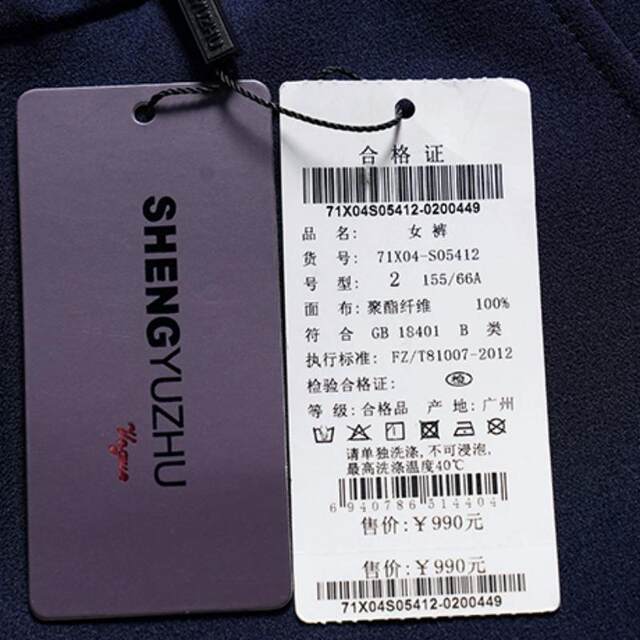 SHENGYUZHU
Vogue
合格证
71X04S05412-0200449
品名: 女裤
货号: 71X04-S05412
号型: 2 155/66A
面布: 聚酯纤维 100%
符合 GB 18401 B 类
执行标准: FZ/T81007-2012
检验合格证: 检
等级:合格品 产地:广州
请单独洗涤,不可浸泡,
最高洗涤温度40℃
6 940786 514404
售价:¥990元
售价:¥990元
71X04S05412-0200449